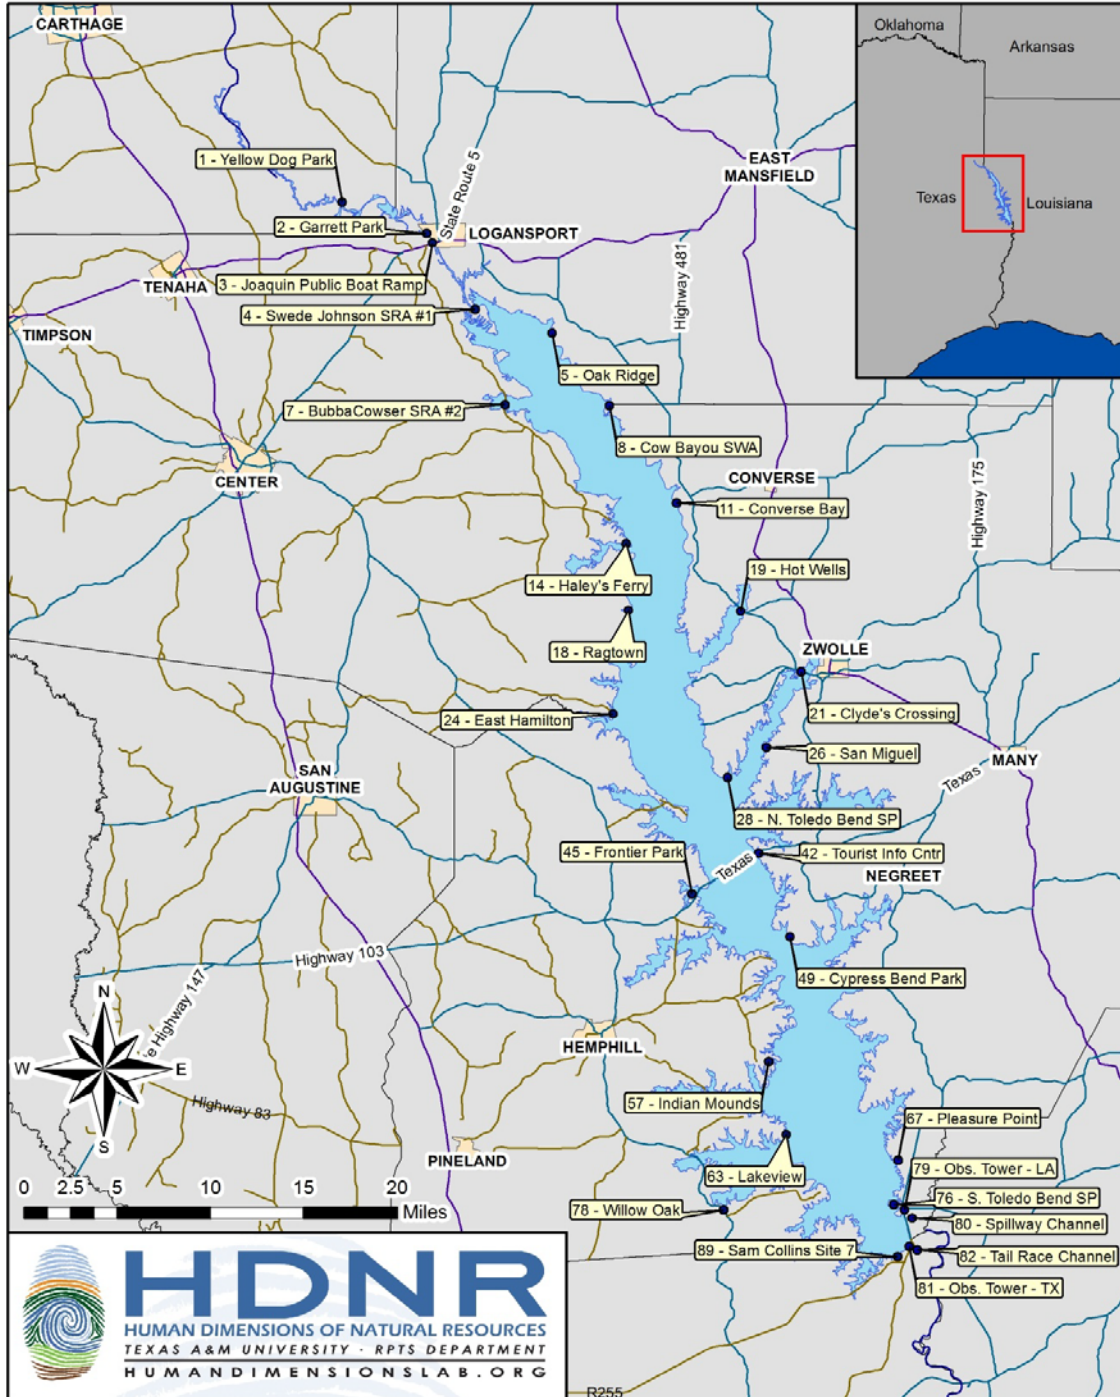 CARTHAGE
Oklahoma
Arkansas
Texas
Louisiana
1 - Yellow Dog Park
State Route 5
EAST
MANSFIELD
2 - Garrett Park
LOGANSPORT
Highway 481
TENAHA
3 - Joaquin Public Boat Ramp
4 - Swede Johnson SRA #1
TIMPSON
5 - Oak Ridge
7 - BubbaCowser SRA #2
8 - Cow Bayou SWA
CENTER
CONVERSE
Highway 175
11 - Converse Bay
14 - Haley's Ferry
19 - Hot Wells
18 - Ragtown
ZWOLLE
24 - East Hamilton
21 - Clyde's Crossing
26 - San Miguel
MANY
Texas
SAN
AUGUSTINE
28 - N. Toledo Bend SP
45 - Frontier Park
Texas
42 - Tourist Info Cntr
NEGREET
Highway 103
49 - Cypress Bend Park
e Highway 147
N
W
E
S
HEMPHILL
57 - Indian Mounds
Highway 83
67 - Pleasure Point
PINELAND
79 - Obs. Tower - LA
63 - Lakeview
76 - S. Toledo Bend SP
78 - Willow Oak
80 - Spillway Channel
89 - Sam Collins Site 7
82 - Tail Race Channel
81 - Obs. Tower - TX
0 2.5 5 10 15 20
Miles
HDNR
HUMAN DIMENSIONS OF NATURAL RESOURCES
TEXAS A&M UNIVERSITY · RPTS DEPARTMENT
HUMANDIMENSIONSLAB.ORG
R255